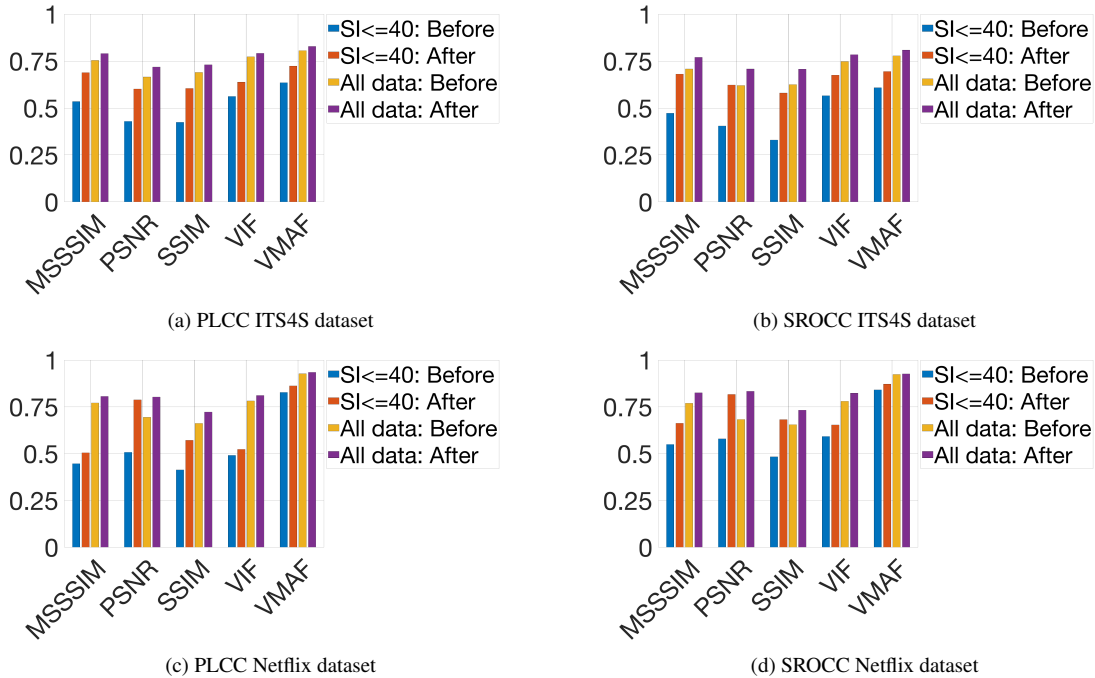 1
0.75
0.5
0.25
0
MSSSIM
PSNR
SSIM
VIF
VMAF
SI<=40: Before
SI<=40: After
All data: Before
All data: After
(a) PLCC ITS4S dataset
1
0.75
0.5
0.25
0
MSSSIM
PSNR
SSIM
VIF
VMAF
SI<=40: Before
SI<=40: After
All data: Before
All data: After
(b) SROCC ITS4S dataset
1
0.75
0.5
0.25
0
MSSSIM
PSNR
SSIM
VIF
VMAF
SI<=40: Before
SI<=40: After
All data: Before
All data: After
(c) PLCC Netflix dataset
1
0.75
0.5
0.25
0
MSSSIM
PSNR
SSIM
VIF
VMAF
SI<=40: Before
SI<=40: After
All data: Before
All data: After
(d) SROCC Netflix dataset